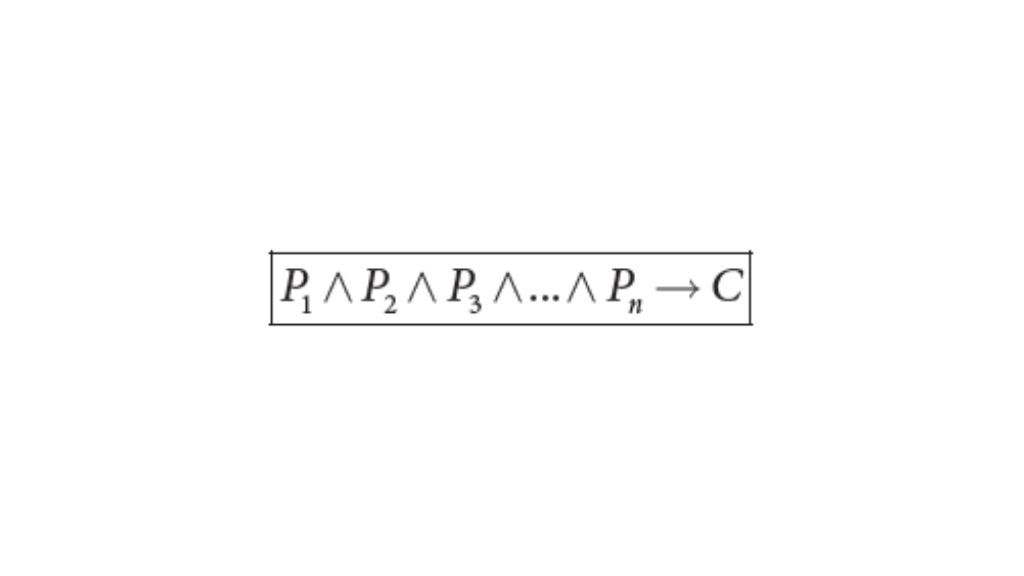 P₁ ∧ P₂ ∧ P₃ ∧ ... ∧ Pₙ → C